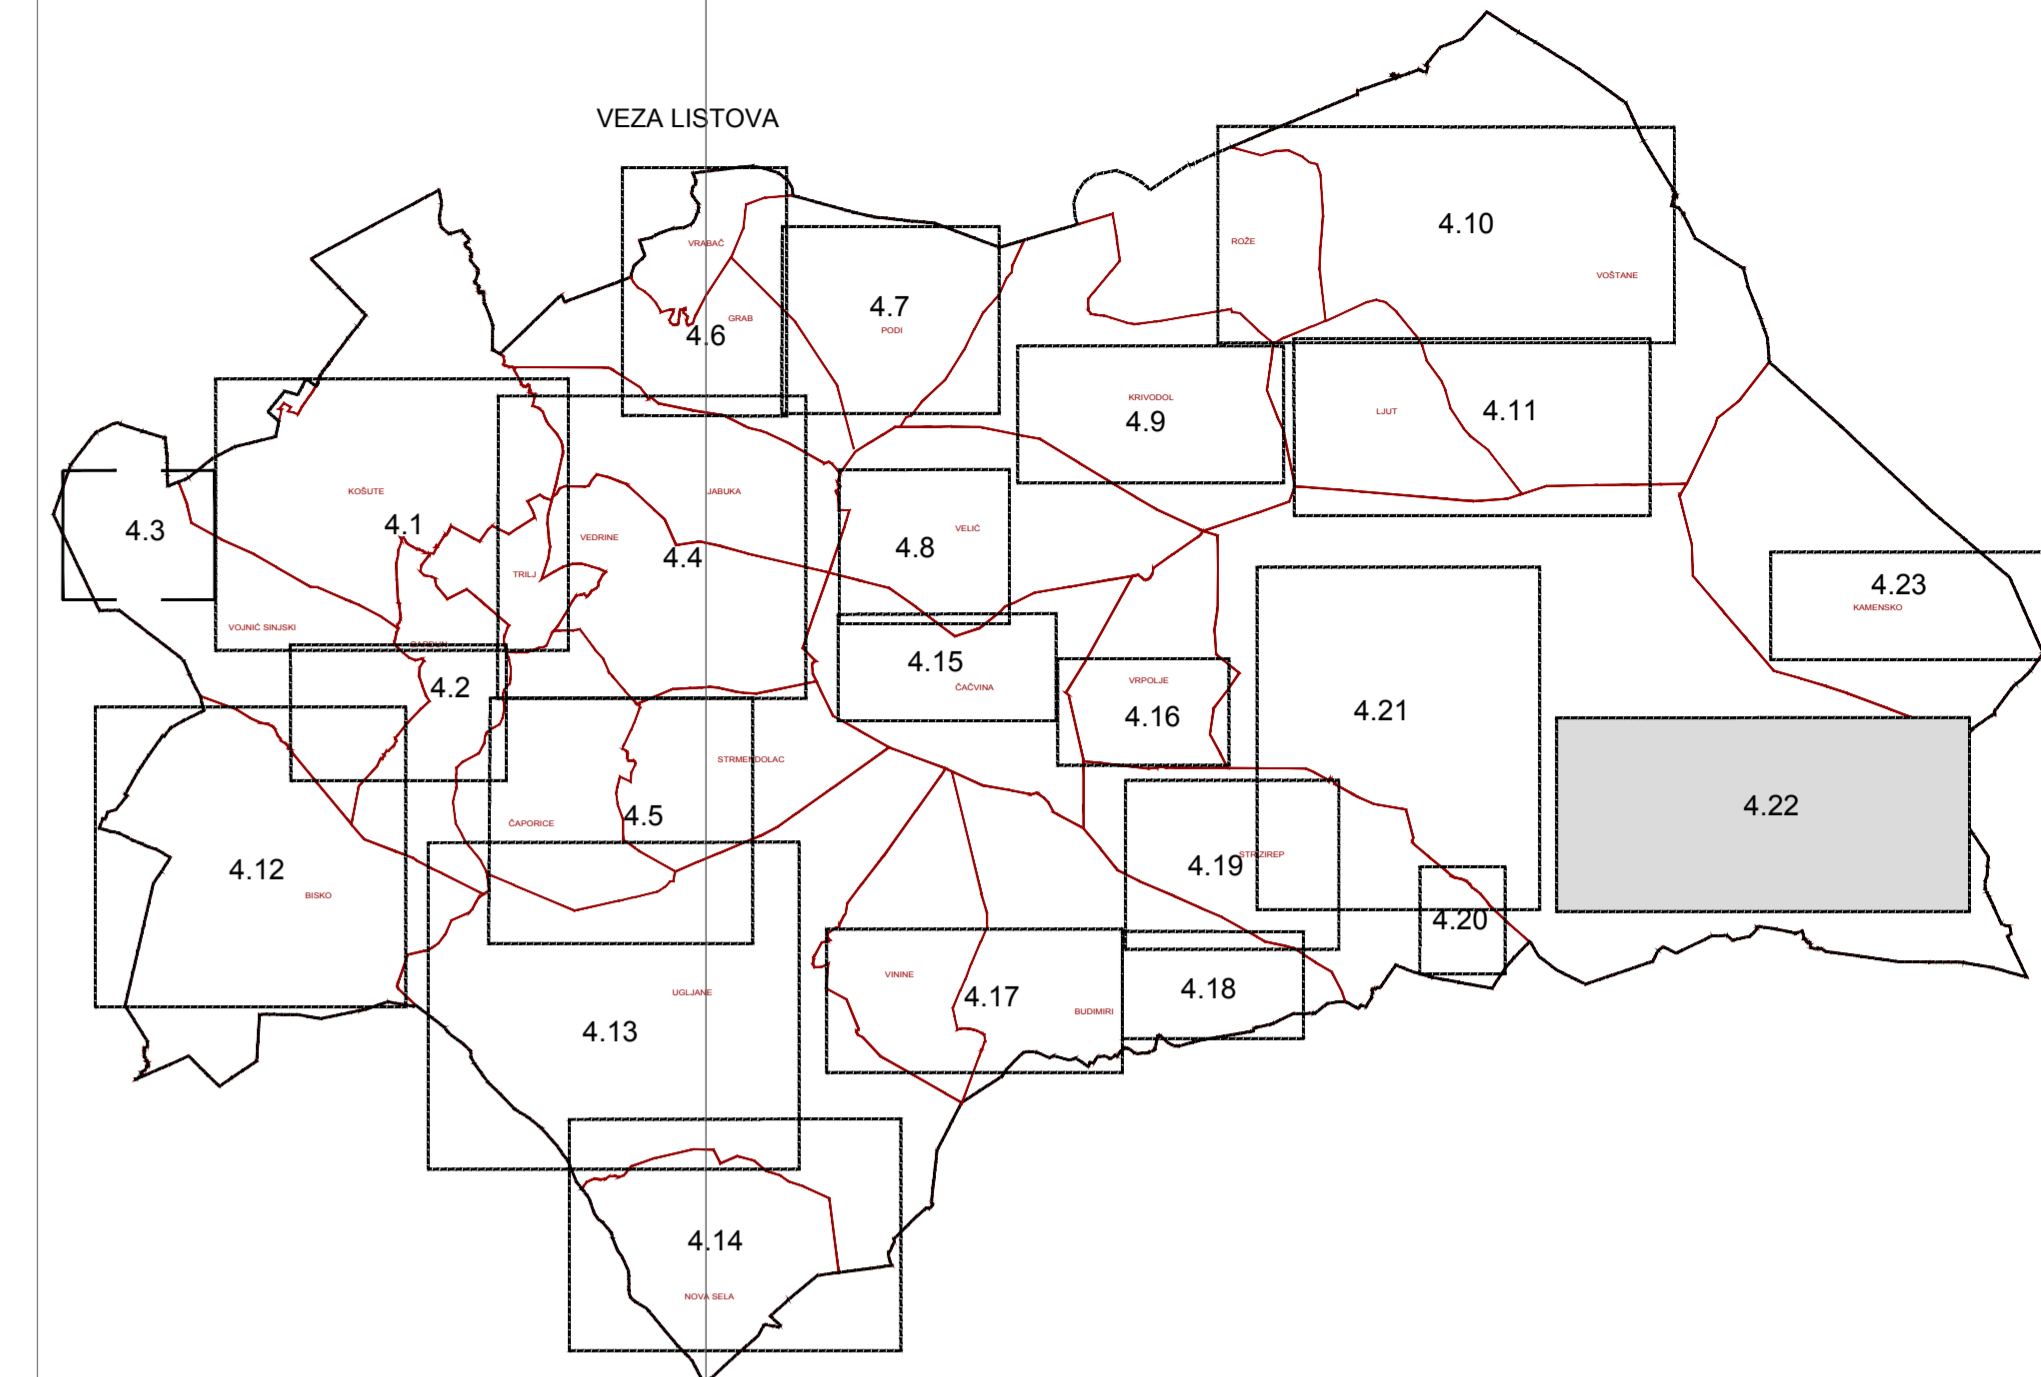 VEZA LISTOVA
4.10
VRABAČ
ROŽE
VOŠTANE
4.7
GRAB
PODI
4.6
KRIVODOL
4.9
LJUT
4.11
KOŠUTE
JABUKA
4.3
4.1
VEDRINE
VELIĆ
4.4
4.8
TRILJ
4.23
KAMENSKO
VOJNIĆ SINJSKI
GARDUN
4.15
4.2
ČAČVINA
VRPOLJE
4.16
4.21
STRMENDOLAC
4.22
4.5
ČAPORICE
4.12
BISKO
4.19
STRIZIREP
4.20
VININE
UGLJANE
4.17
4.18
BUDIMIRI
4.13
4.14
NOVA SELA